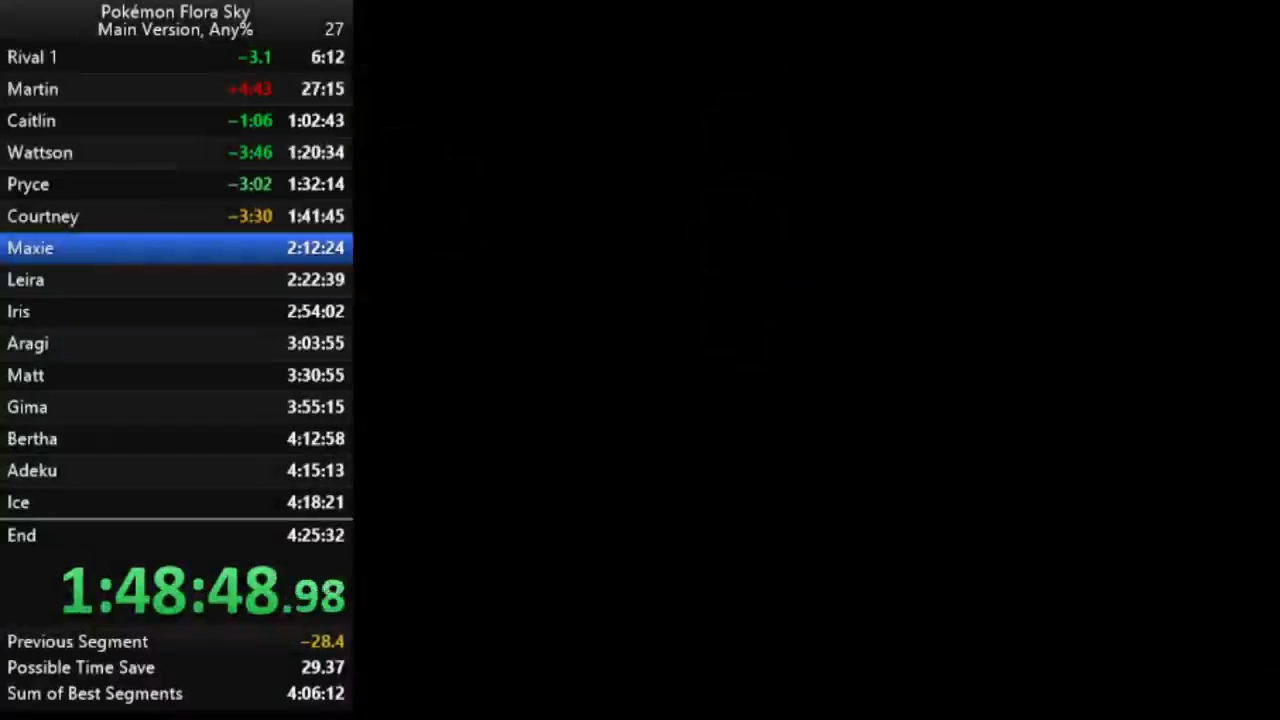 Pokémon Flora Sky
Main Version, Any% 27
Rival 1 −3.1 6:12
Martin +4:43 27:15
Caitlin −1:06 1:02:43
Wattson −3:46 1:20:34
Pryce −3:02 1:32:14
Courtney −3:30 1:41:45
Maxie 2:12:24
Leira 2:22:39
Iris 2:54:02
Aragi 3:03:55
Matt 3:30:55
Gima 3:55:15
Bertha 4:12:58
Adeku 4:15:13
Ice 4:18:21
End 4:25:32
1:48:48.98
Previous Segment −28.4
Possible Time Save 29.37
Sum of Best Segments 4:06:12